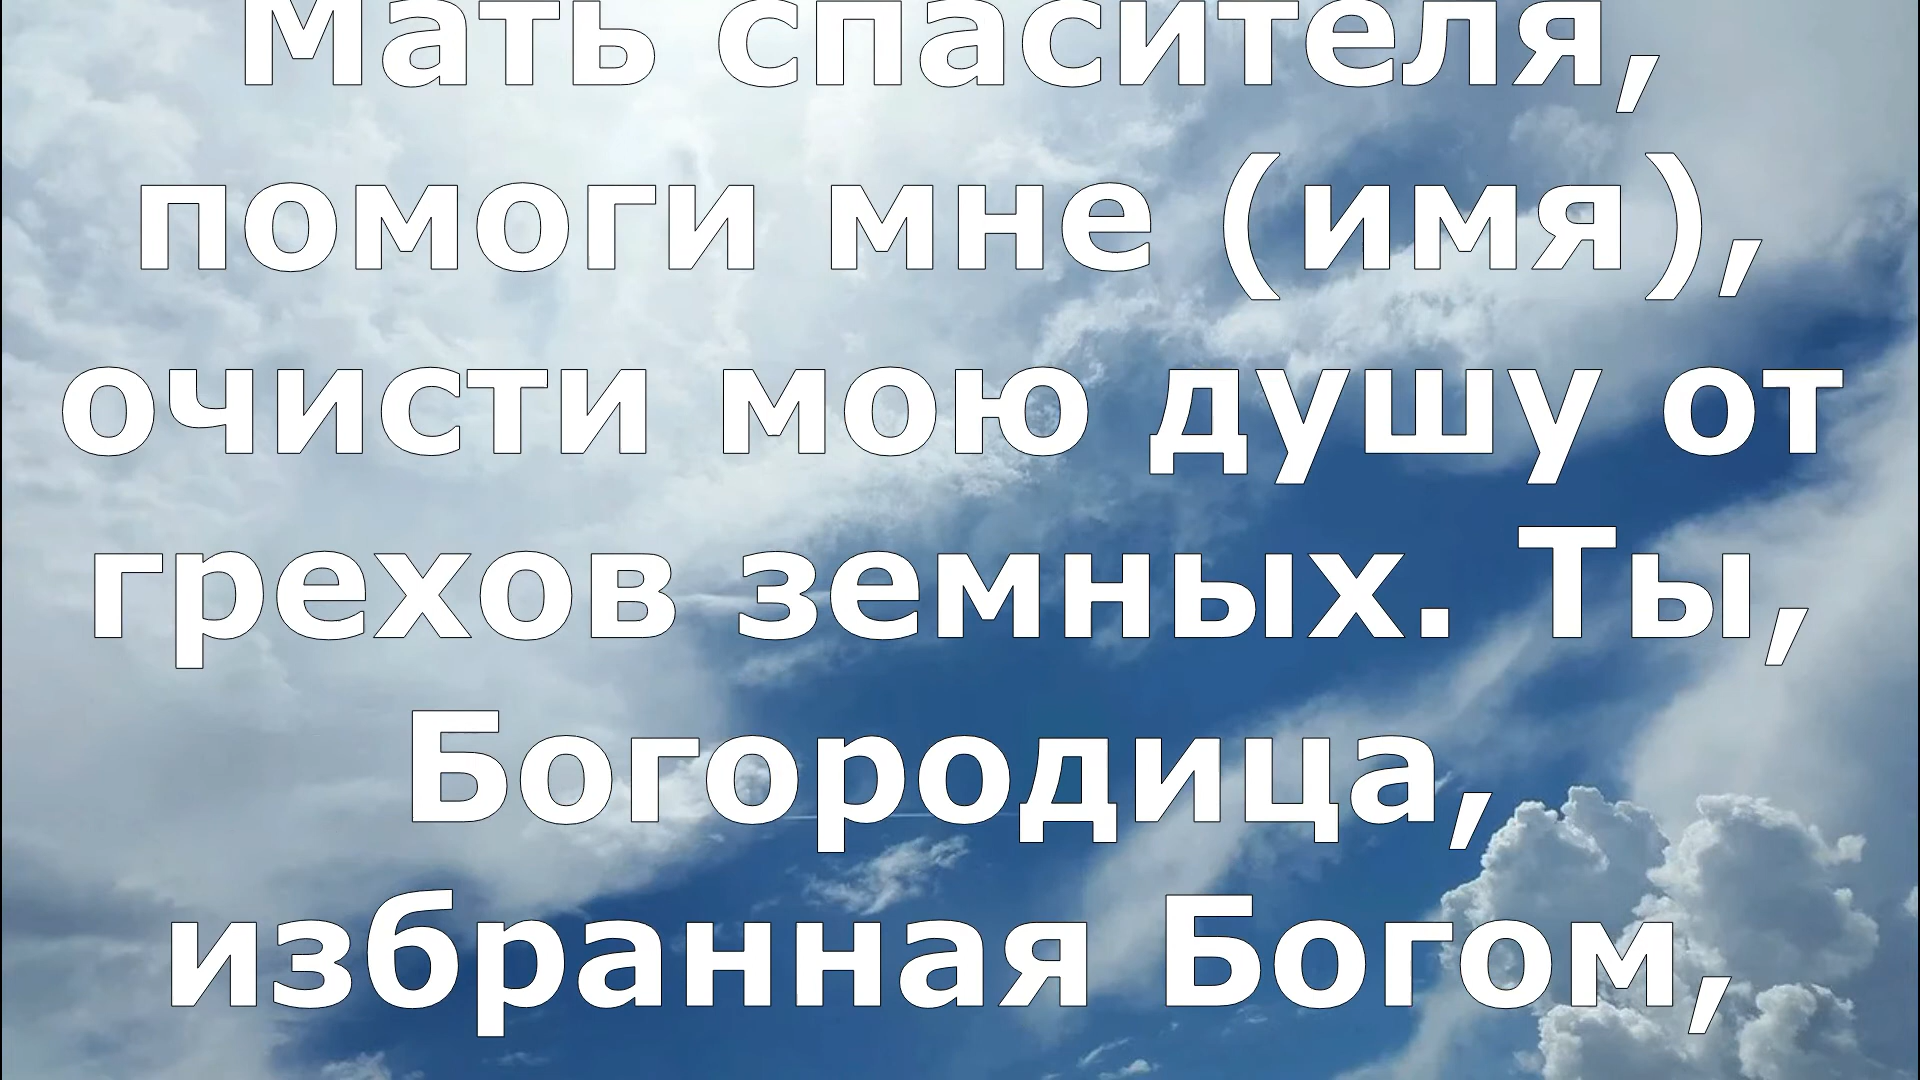 Мать спасителя,
помоги мне (имя),
очисти мою душу от
грехов земных. Ты,
Богородица,
избранная Богом,